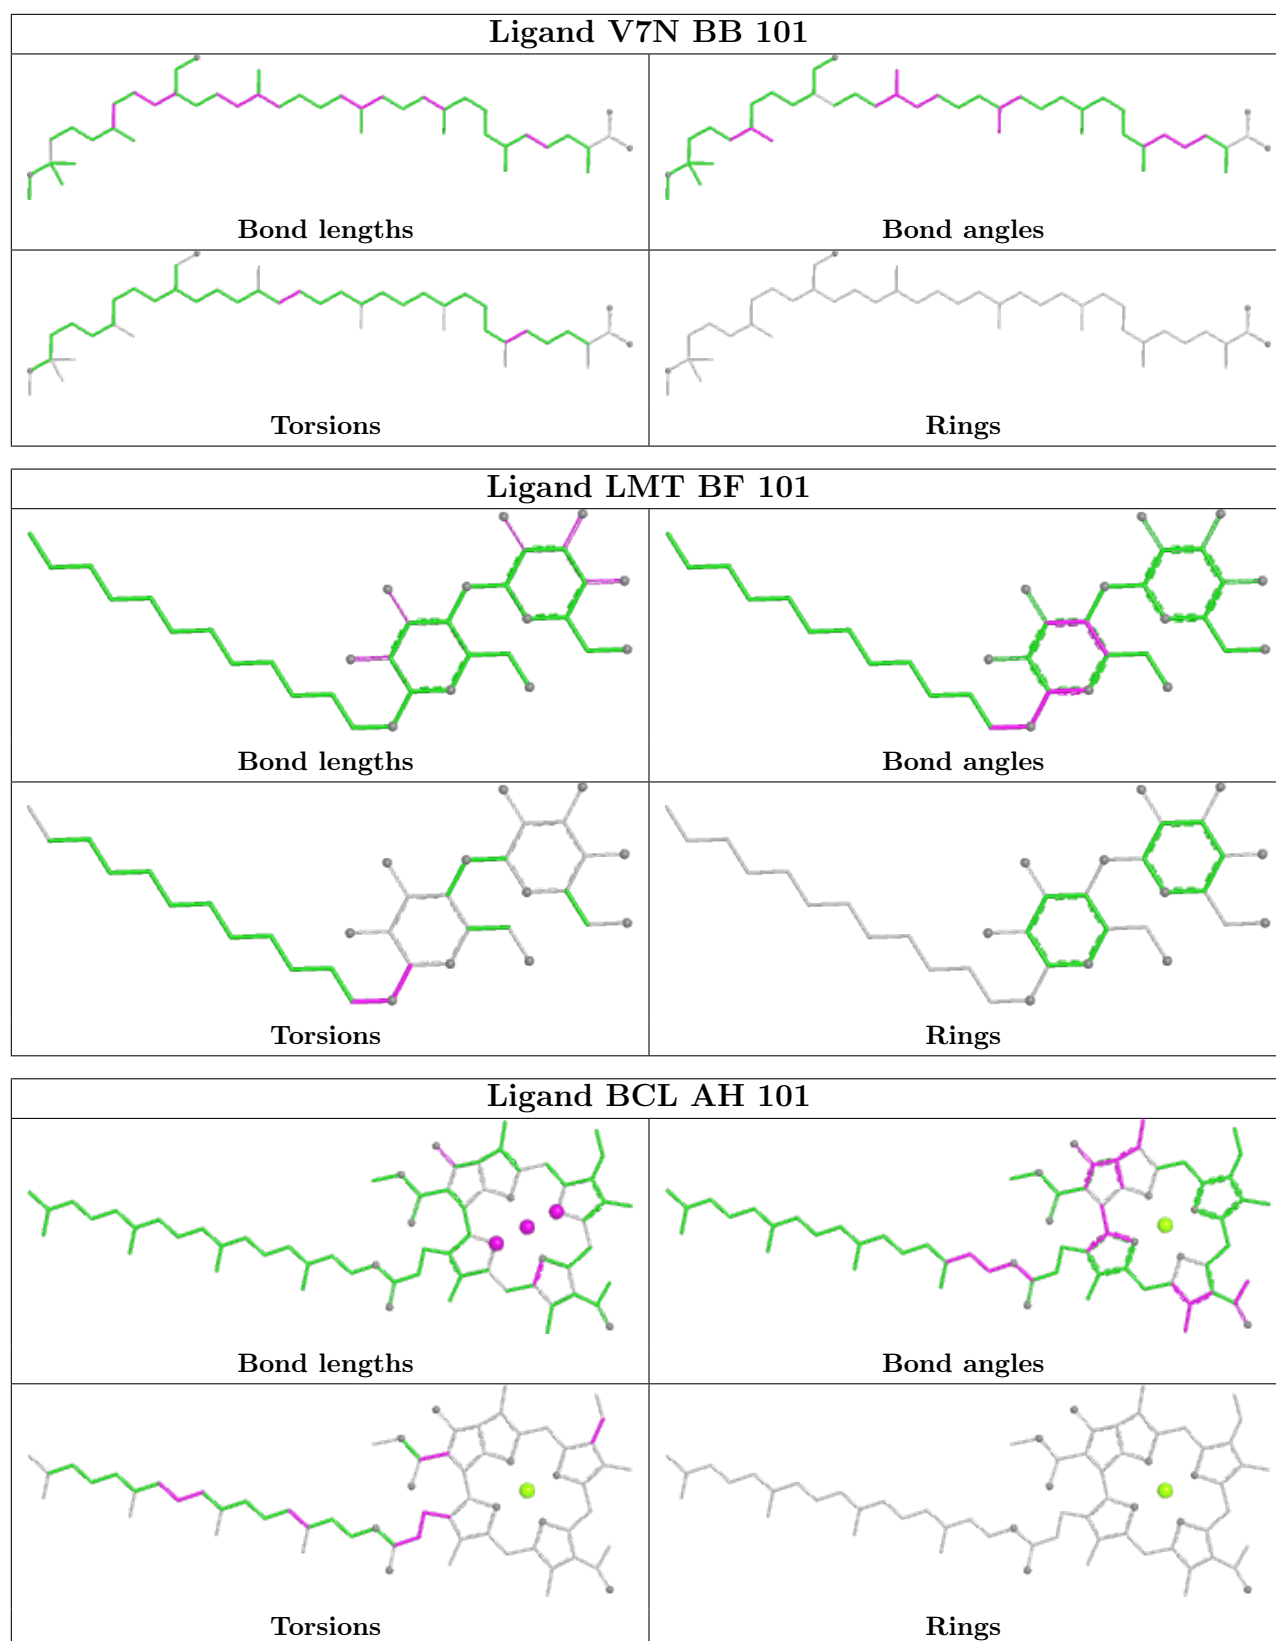 Ligand V7N BB 101
Bond lengths Bond angles
Torsions Rings
Ligand LMT BF 101
Bond lengths Bond angles
Torsions Rings
Ligand BCL AH 101
Bond lengths Bond angles
Torsions Rings